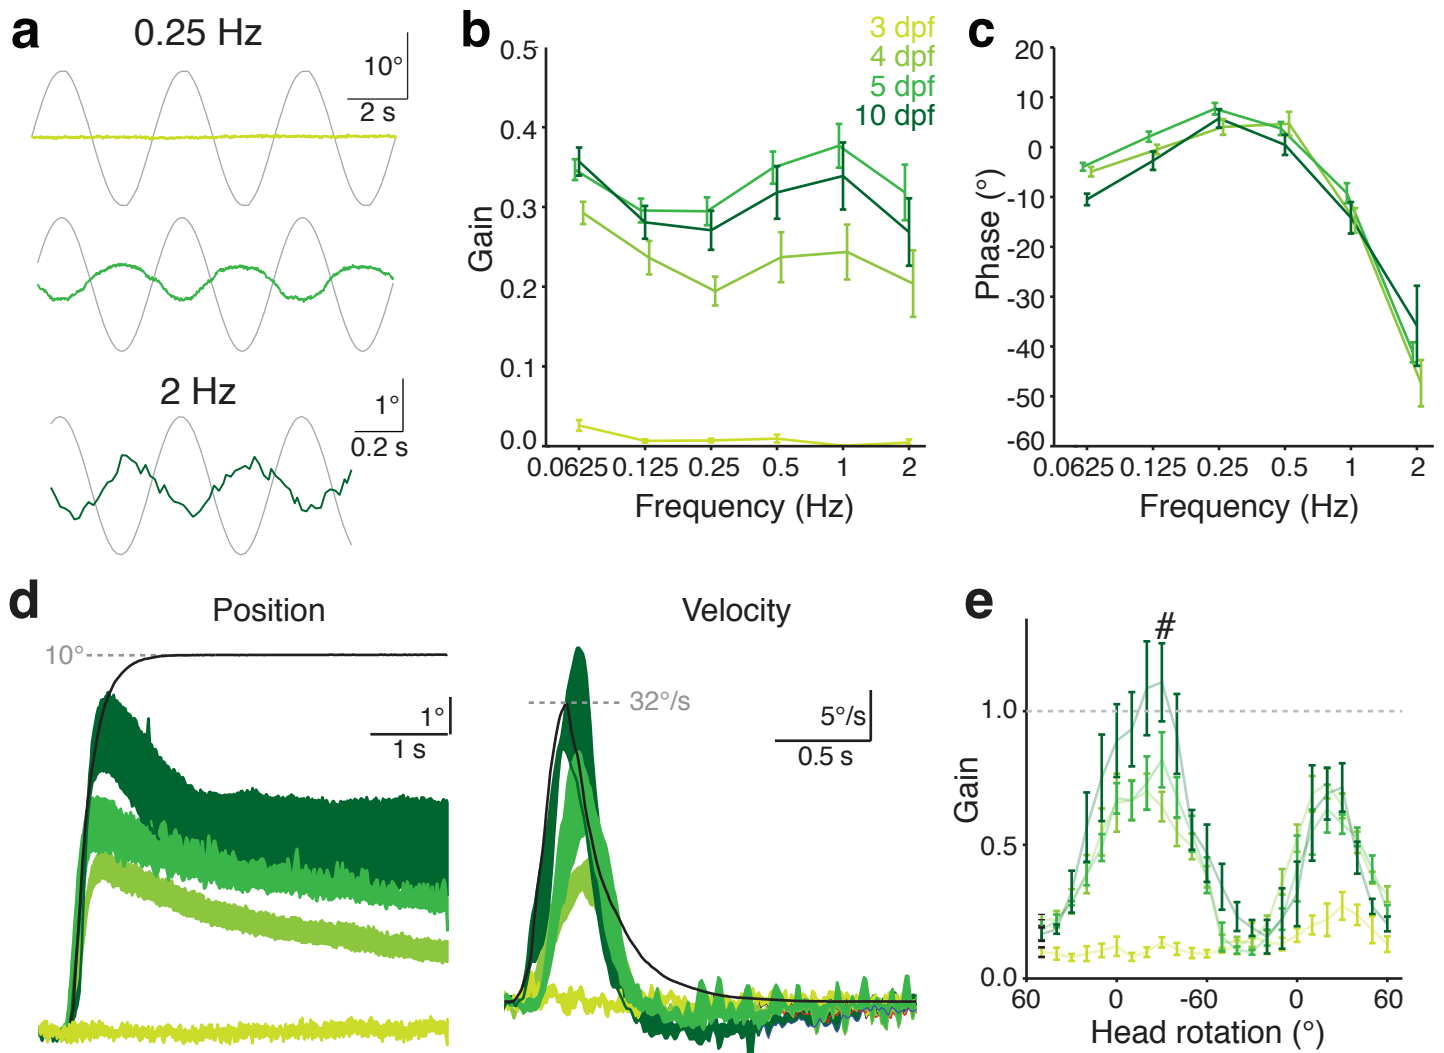 a
0.25 Hz
10°
2 s
2 Hz
1°
0.2 s
b
3 dpf
4 dpf
5 dpf
10 dpf
Gain
0.5
0.4
0.3
0.2
0.1
0.0
0.0625 0.125 0.25 0.5 1 2
Frequency (Hz)
c
Phase (°)
20
10
0
-10
-20
-30
-40
-50
-60
0.0625 0.125 0.25 0.5 1 2
Frequency (Hz)
d
Position
10°
1°
1 s
Velocity
32°/s
5°/s
0.5 s
e
#
Gain
1.0
0.5
0.0
60 0 -60 0 60
Head rotation (°)